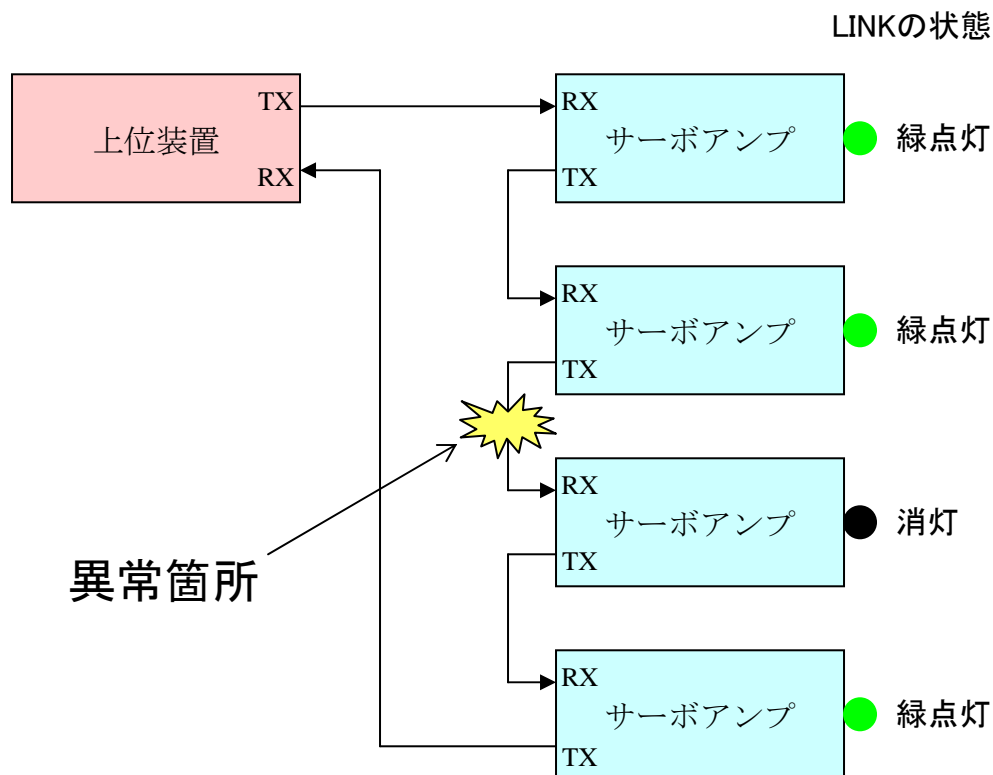 LINKの状態
TX
RX
上位装置
RX
サーボアンプ
TX
緑点灯
RX
サーボアンプ
TX
緑点灯
RX
サーボアンプ
TX
消灯
異常箇所
RX
サーボアンプ
TX
緑点灯